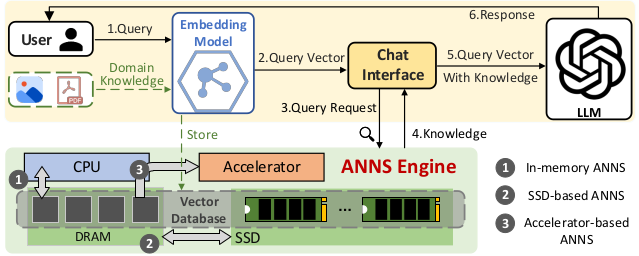 6.Response
User
1.Query
Embedding
Model
2.Query Vector
Chat
Interface
5.Query Vector
With Knowledge
LLM
Domain
Knowledge
PDF
3.Query Request
4.Knowledge
Store
CPU
3
Accelerator
ANNS Engine
1
Vector
Database
...
DRAM
2
SSD
1 In-memory ANNS
2 SSD-based ANNS
3 Accelerator-based
ANNS